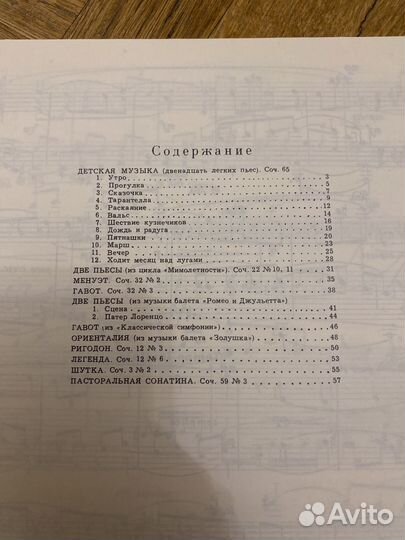 Содержание
ДЕТСКАЯ МУЗЫКА (двенадцать легких пьес). Соч. 65
1. Утро 3
2. Прогулка 5
3. Сказочка 7
4. Тарантелла 9
5. Раскаяние 12
6. Вальс 14
7. Шествие кузнечиков 16
8. Дождь и радуга 19
9. Пятнашки 20
10. Марш 23
11. Вечер 25
12. Ходит месяц над лугами 28
ДВЕ ПЬЕСЫ (из цикла «Мимолетности»). Соч. 22 № 10, 11 31
МЕНУЭТ. Соч. 32 № 2 35
ГАВОТ. Соч. 32 № 3 38
ДВЕ ПЬЕСЫ (из музыки балета «Ромео и Джульетта»)
1. Сцена 41
2. Патер Лоренцо 44
ГАВОТ (из «Классической симфонии») 46
ОРИЕНТАЛИЯ (из музыки балета «Золушка») 48
РИГОДОН. Соч. 12 № 3 50
ЛЕГЕНДА. Соч. 12 № 6 53
ШУТКА. Соч. 3 № 2 55
ПАСТОРАЛЬНАЯ СОНАТИНА. Соч. 59 № 3 57
Avito